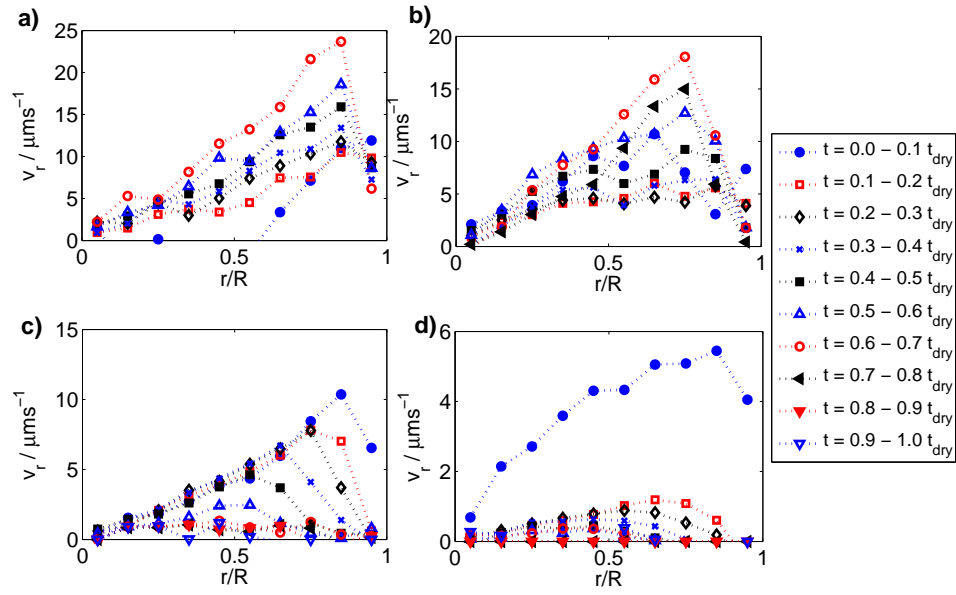 a)
25
20
15
10
5
0
0
0.5
1
v_r / μms⁻¹
r/R
b)
20
15
10
5
0
0
0.5
1
v_r / μms⁻¹
r/R
c)
15
10
5
0
0
0.5
1
v_r / μms⁻¹
r/R
d)
6
4
2
0
0
0.5
1
v_r / μms⁻¹
r/R
t = 0.0 − 0.1 t_dry
t = 0.1 − 0.2 t_dry
t = 0.2 − 0.3 t_dry
t = 0.3 − 0.4 t_dry
t = 0.4 − 0.5 t_dry
t = 0.5 − 0.6 t_dry
t = 0.6 − 0.7 t_dry
t = 0.7 − 0.8 t_dry
t = 0.8 − 0.9 t_dry
t = 0.9 − 1.0 t_dry